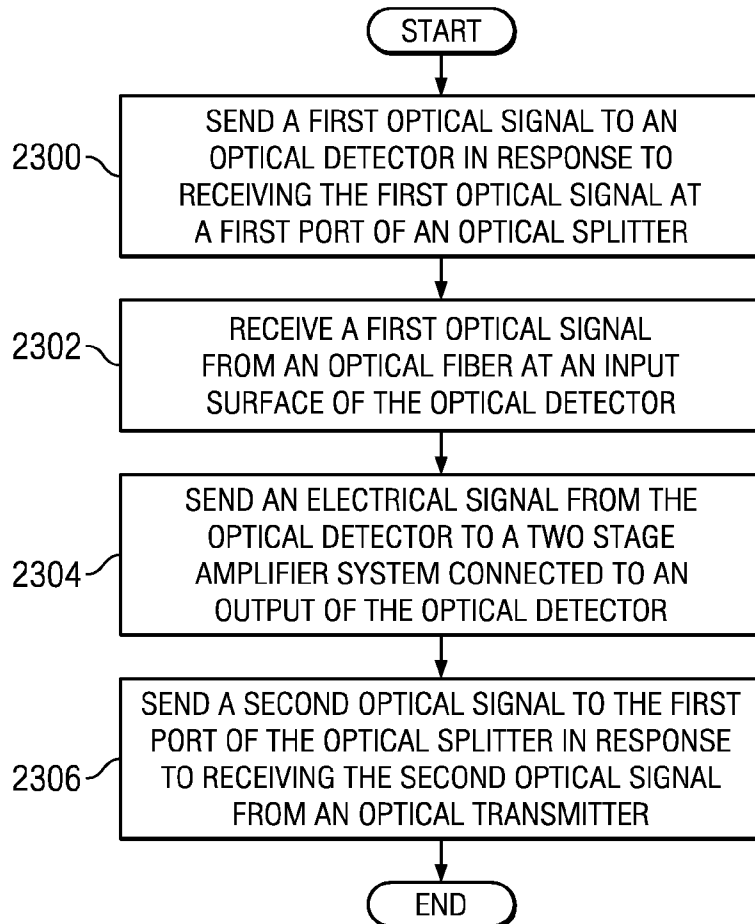 START
2300
SEND A FIRST OPTICAL SIGNAL TO AN
OPTICAL DETECTOR IN RESPONSE TO
RECEIVING THE FIRST OPTICAL SIGNAL AT
A FIRST PORT OF AN OPTICAL SPLITTER
2302
RECEIVE A FIRST OPTICAL SIGNAL
FROM AN OPTICAL FIBER AT AN INPUT
SURFACE OF THE OPTICAL DETECTOR
2304
SEND AN ELECTRICAL SIGNAL FROM THE
OPTICAL DETECTOR TO A TWO STAGE
AMPLIFIER SYSTEM CONNECTED TO AN
OUTPUT OF THE OPTICAL DETECTOR
2306
SEND A SECOND OPTICAL SIGNAL TO THE FIRST
PORT OF THE OPTICAL SPLITTER IN RESPONSE
TO RECEIVING THE SECOND OPTICAL SIGNAL
FROM AN OPTICAL TRANSMITTER
END